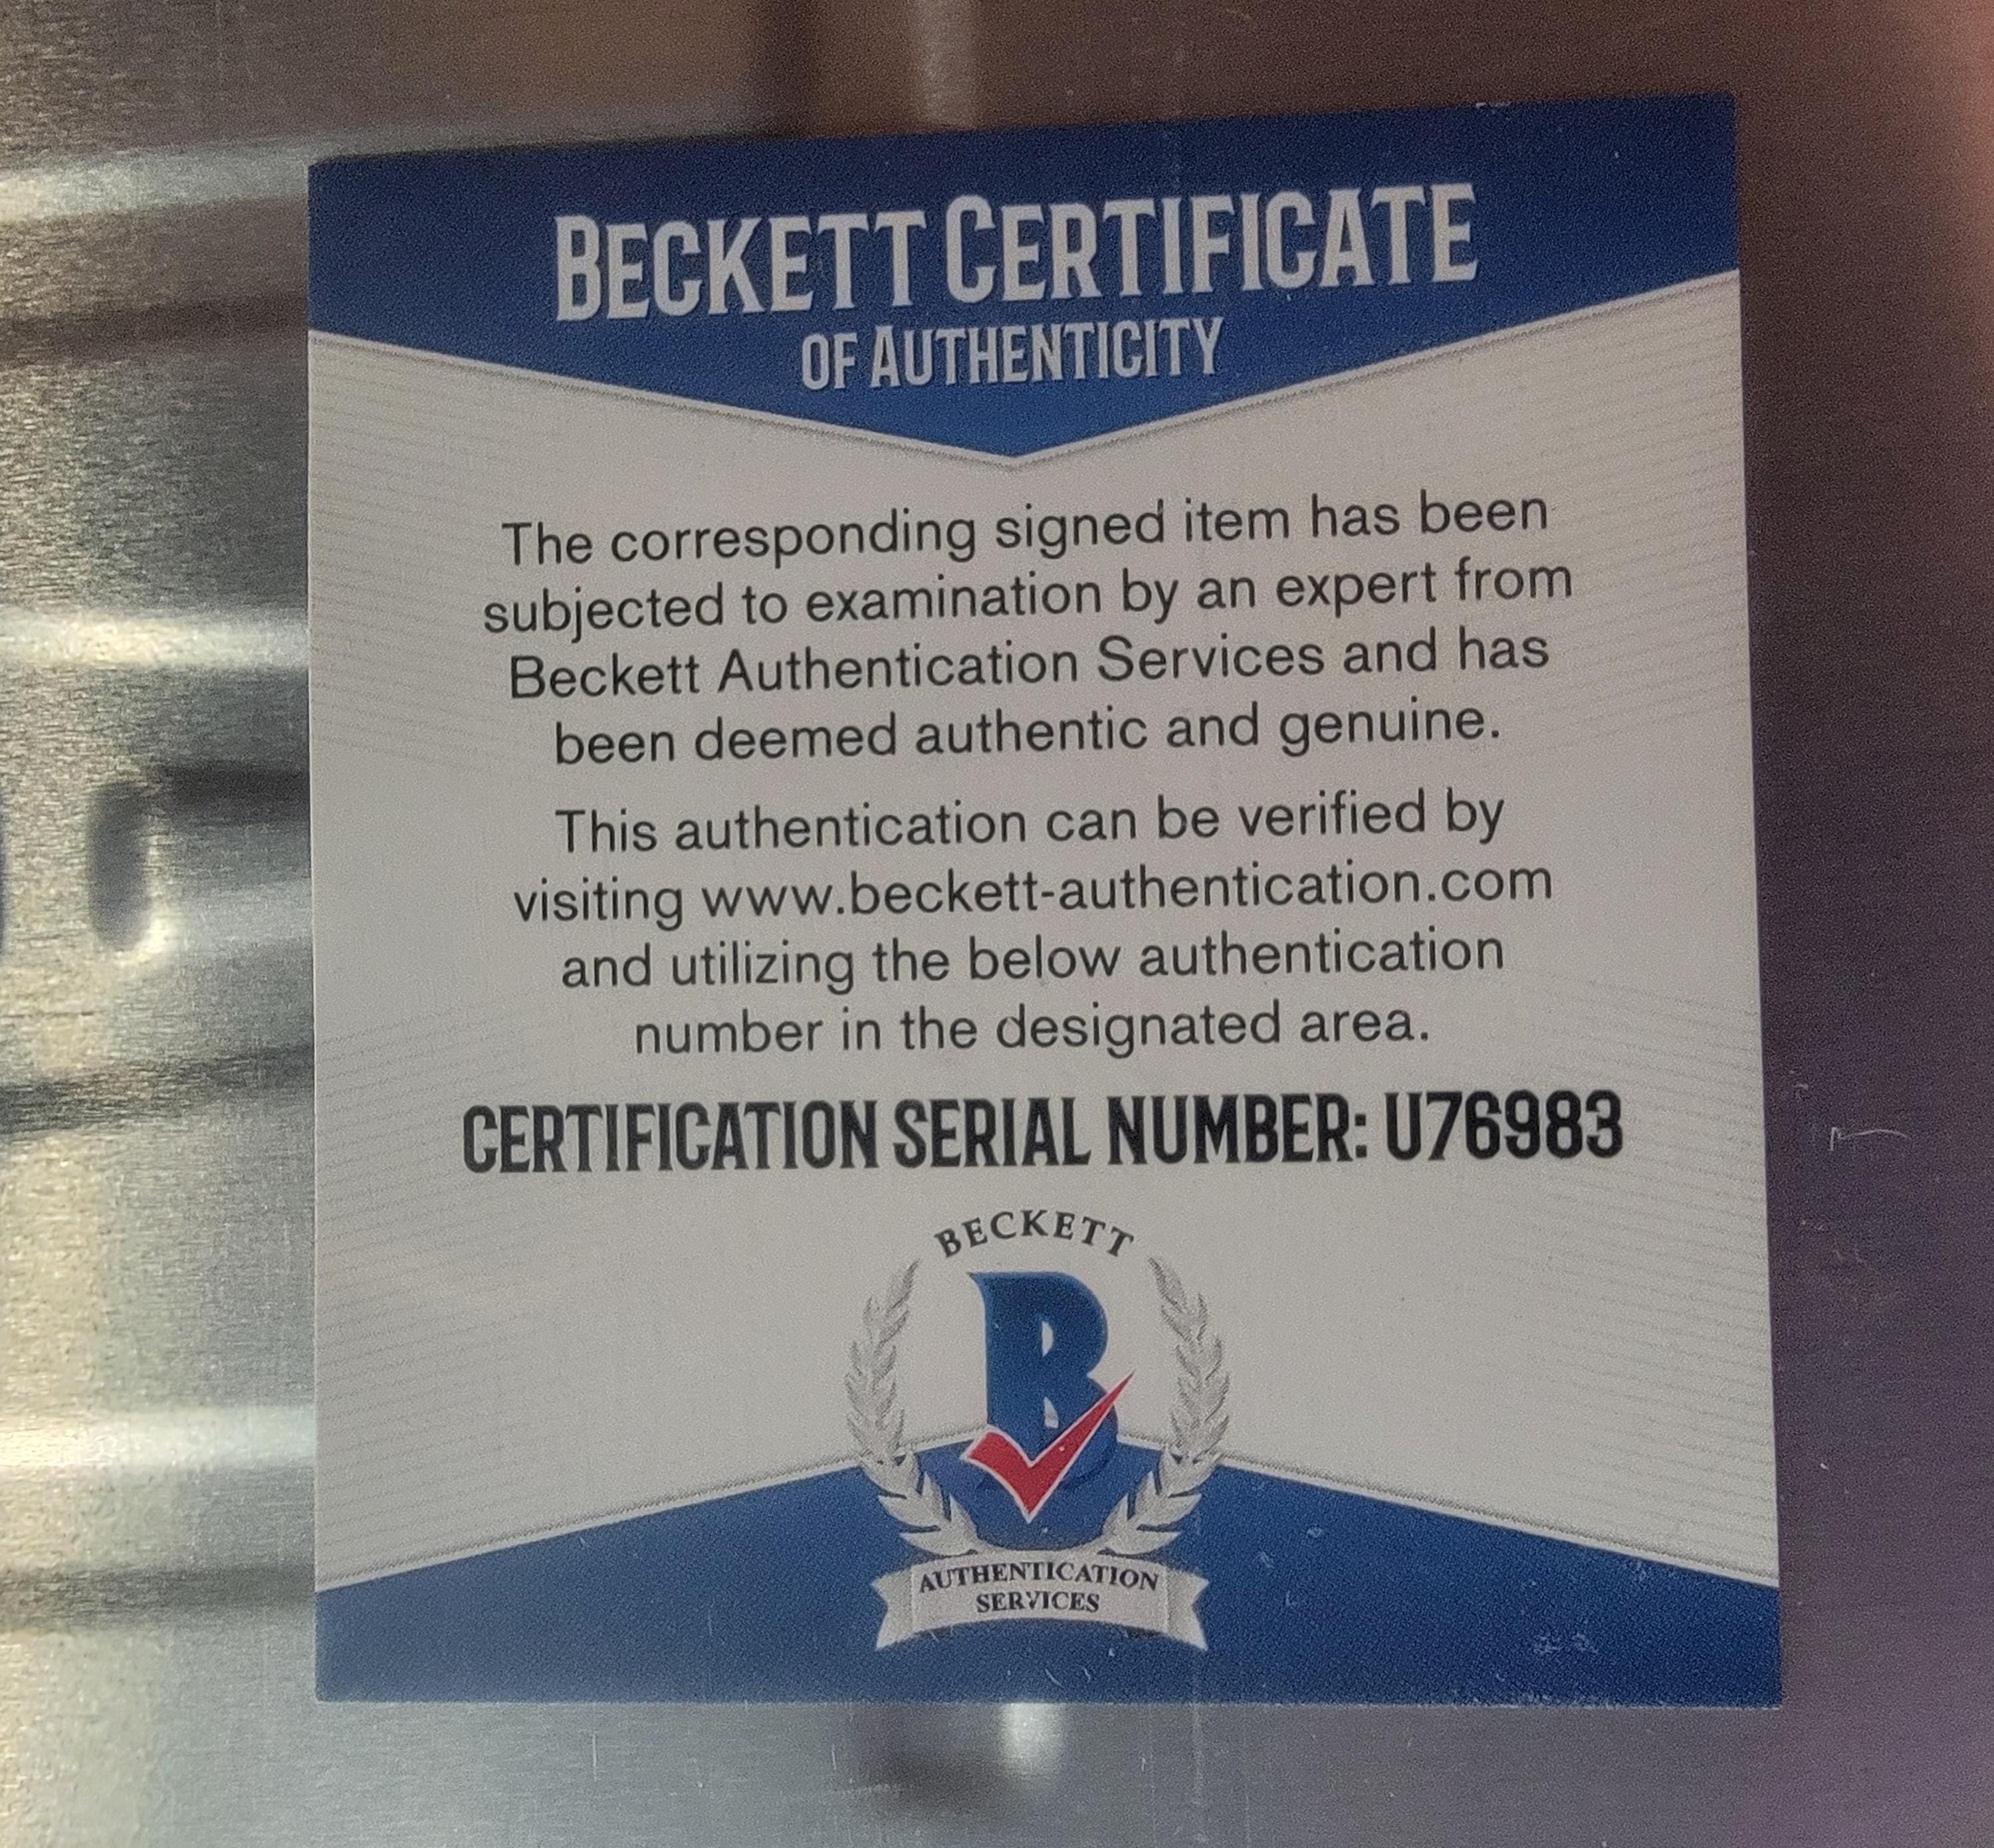 BECKETT CERTIFICATE
OF AUTHENTICITY
The corresponding signed item has been
subjected to examination by an expert from
Beckett Authentication Services and has
been deemed authentic and genuine.
This authentication can be verified by
visiting www.beckett-authentication.com
and utilizing the below authentication
number in the designated area.
CERTIFICATION SERIAL NUMBER: U76983
BECKETT
B
AUTHENTICATION
SERVICES